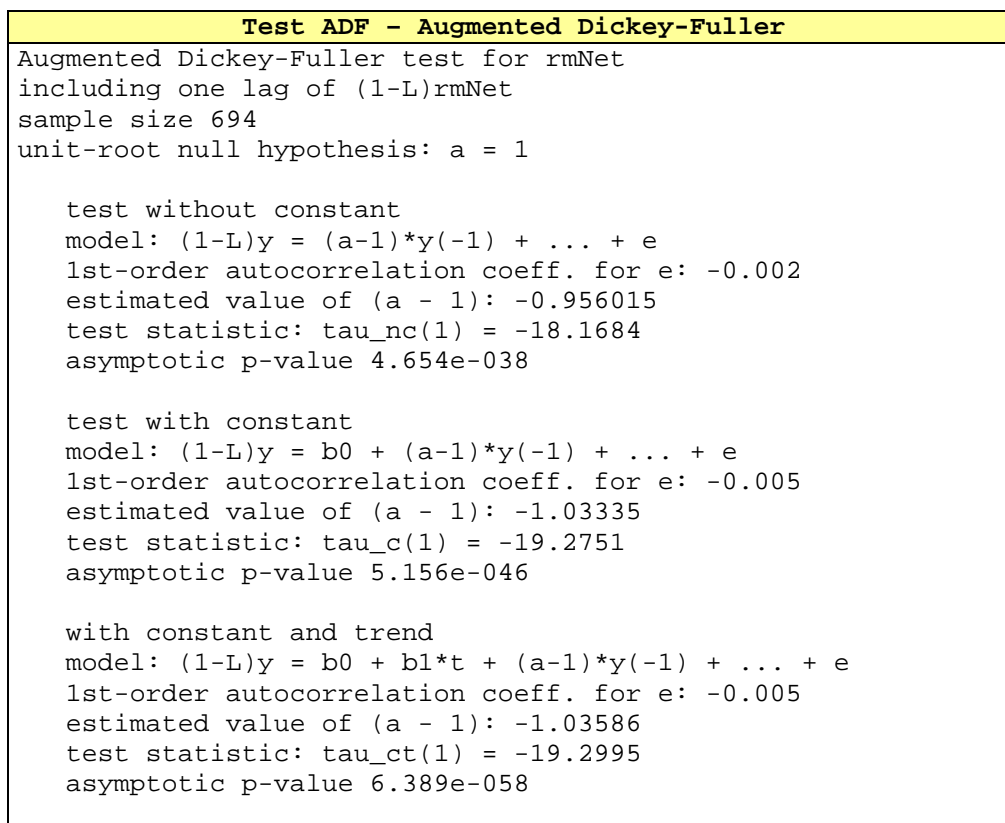 Test ADF – Augmented Dickey-Fuller
Augmented Dickey-Fuller test for rmNet
including one lag of (1-L)rmNet
sample size 694
unit-root null hypothesis: a = 1
test without constant
model: (1-L)y = (a-1)*y(-1) + ... + e
1st-order autocorrelation coeff. for e: -0.002
estimated value of (a - 1): -0.956015
test statistic: tau_nc(1) = -18.1684
asymptotic p-value 4.654e-038
test with constant
model: (1-L)y = b0 + (a-1)*y(-1) + ... + e
1st-order autocorrelation coeff. for e: -0.005
estimated value of (a - 1): -1.03335
test statistic: tau_c(1) = -19.2751
asymptotic p-value 5.156e-046
with constant and trend
model: (1-L)y = b0 + b1*t + (a-1)*y(-1) + ... + e
1st-order autocorrelation coeff. for e: -0.005
estimated value of (a - 1): -1.03586
test statistic: tau_ct(1) = -19.2995
asymptotic p-value 6.389e-058